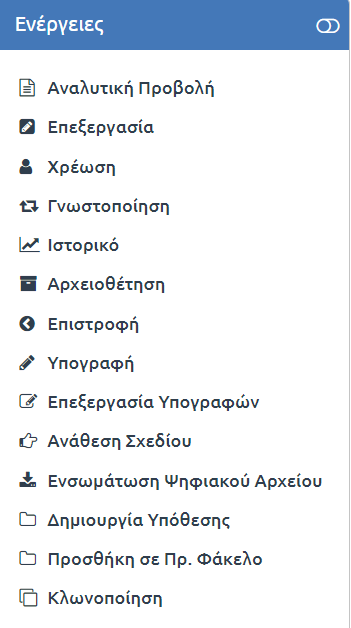 Ενέργειες
Αναλυτική Προβολή
Επεξεργασία
Χρέωση
Γνωστοποίηση
Ιστορικό
Αρχειοθέτηση
Επιστροφή
Υπογραφή
Επεξεργασία Υπογραφών
Ανάθεση Σχεδίου
Ενσωμάτωση Ψηφιακού Αρχείου
Δημιουργία Υπόθεσης
Προσθήκη σε Πρ. Φάκελο
Κλωνοποίηση